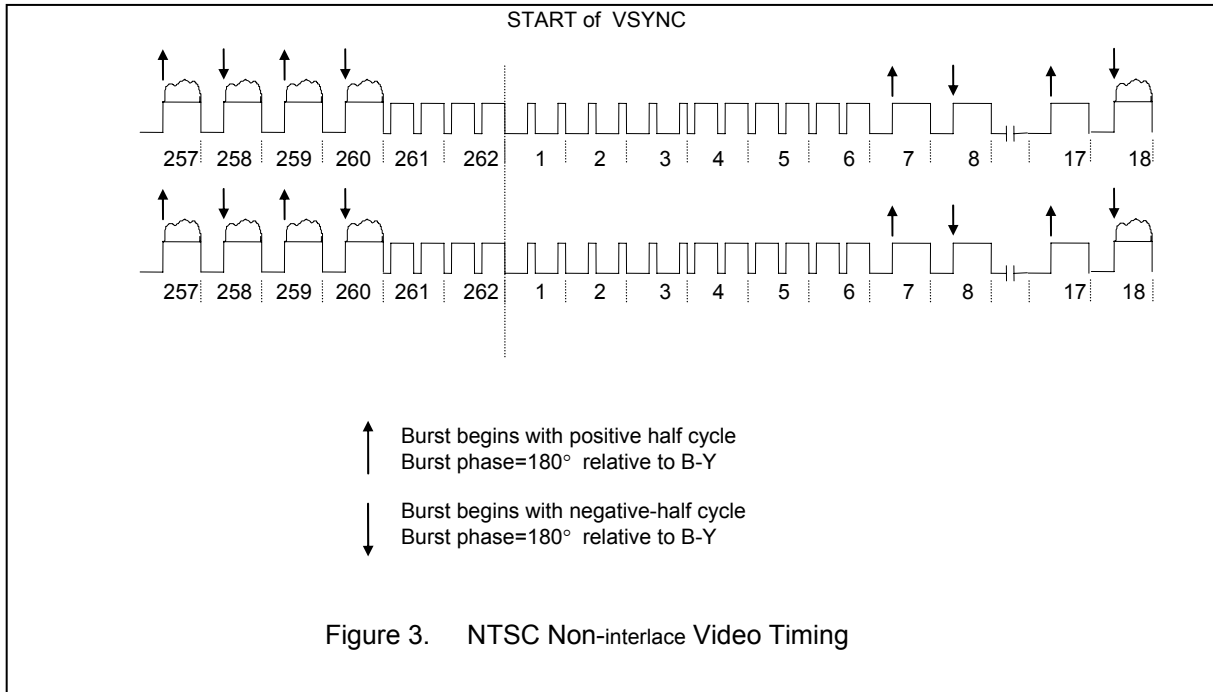 START of VSYNC
257 258 259 260 261 262 1 2 3 4 5 6 7 8 17 18
257 258 259 260 261 262 1 2 3 4 5 6 7 8 17 18
Burst begins with positive half cycle
Burst phase=180° relative to B-Y
Burst begins with negative-half cycle
Burst phase=180° relative to B-Y
Figure 3. NTSC Non-interlace Video Timing